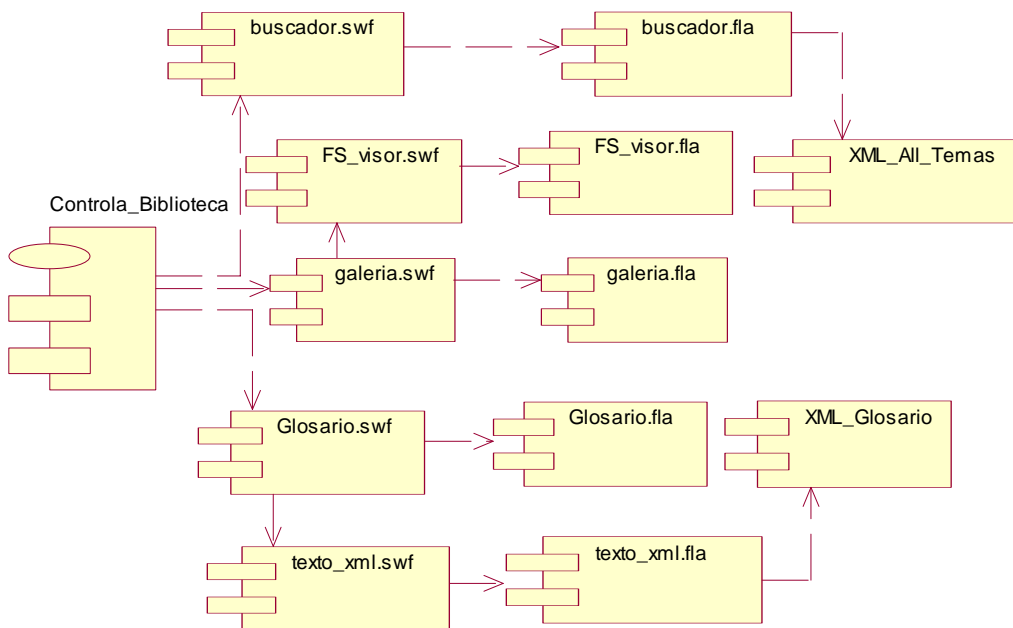 buscador.swf
buscador.fla
FS_visor.swf
FS_visor.fla
XML_All_Temas
Controla_Biblioteca
galeria.swf
galeria.fla
Glosario.swf
Glosario.fla
XML_Glosario
texto_xml.swf
texto_xml.fla